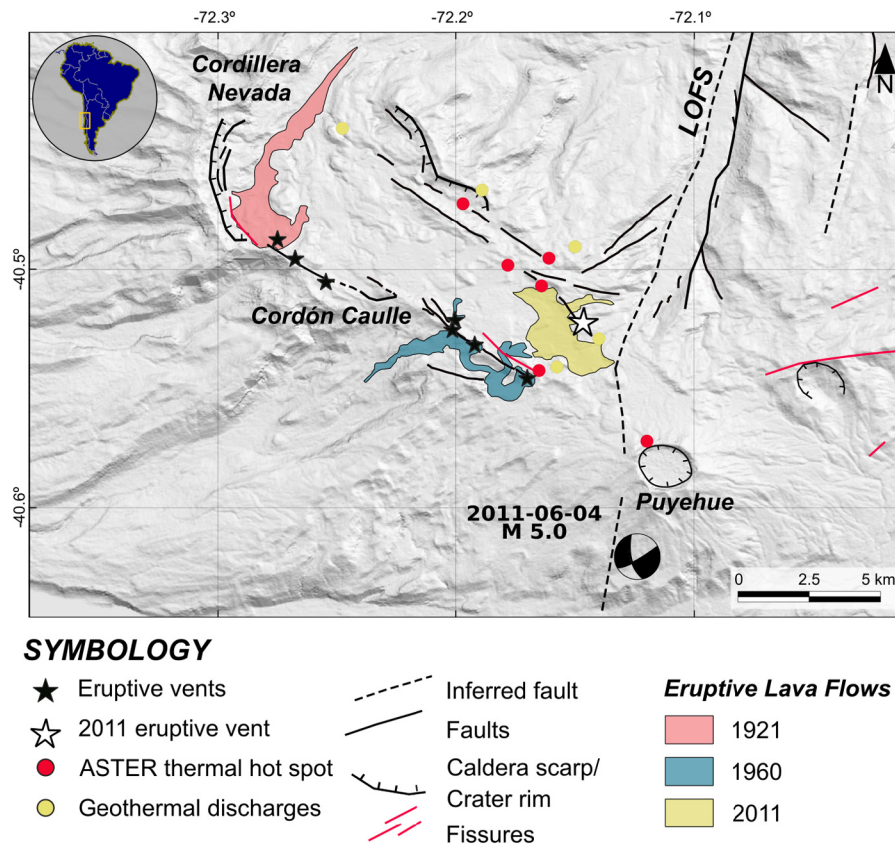 -72.3º
-72.2º
-72.1º
Cordillera
Nevada
LOFS
N
40.5º
Cordón Caulle
40.6º
Puyehue
2011-06-04
M 5.0
0 2.5 5 km
SYMBOLOGY
Eruptive vents
2011 eruptive vent
ASTER thermal hot spot
Geothermal discharges
Inferred fault
Faults
Caldera scarp/
Crater rim
Fissures
Eruptive Lava Flows
1921
1960
2011